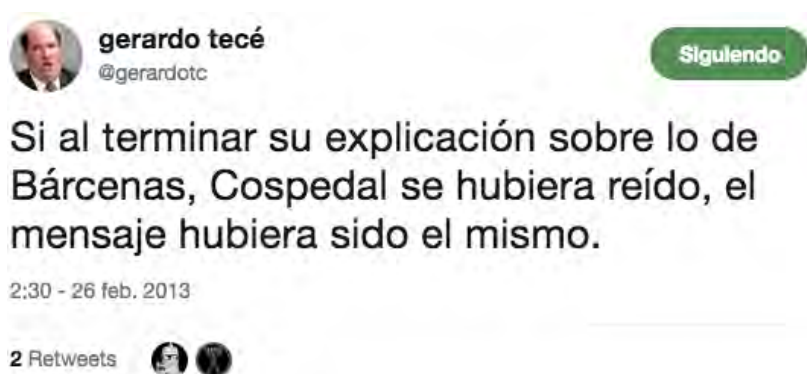 gerardo tecé
@gerardotc
Siguiendo
Si al terminar su explicación sobre lo de
Bárcenas, Cospedal se hubiera reído, el
mensaje hubiera sido el mismo.
2:30 - 26 feb. 2013
2 Retweets